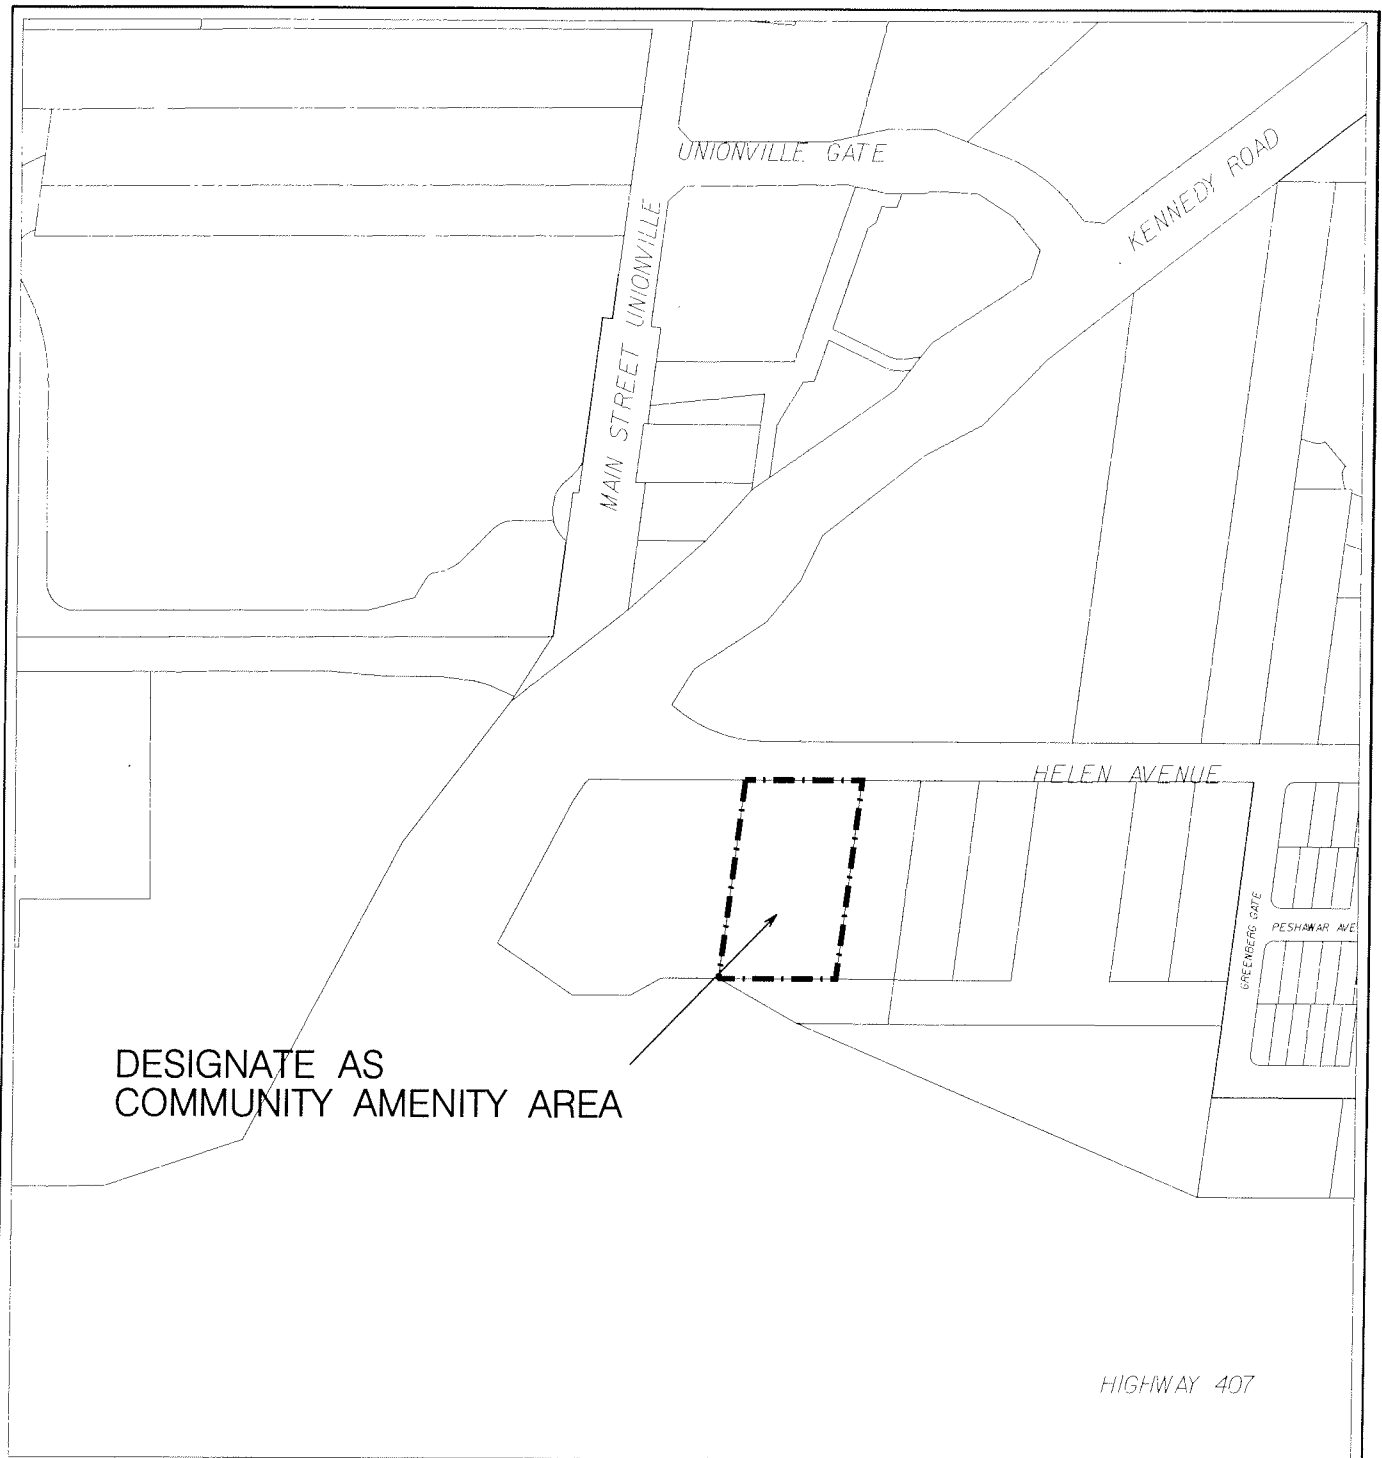 UNIONVILLE GATE
KENNEDY ROAD
MAIN STREET UNIONVILLE
HELEN AVENUE
GREENBERG GATE
PESHAWAR AVE
DESIGNATE AS
COMMUNITY AMENITY AREA
HIGHWAY 407